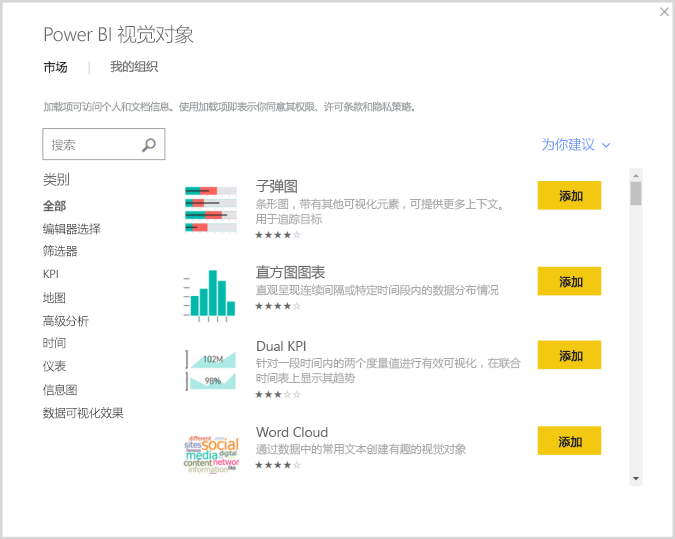 Power BI 视觉对象
市场 | 我的组织
加载项可访问个人和文档信息。使用加载项即表示你同意其权限、许可条款和隐私策略。
搜索
为你建议
类别
全部
编辑器选择
筛选器
KPI
地图
高级分析
时间
仪表
信息图
数据可视化效果
子弹图
条形图，带有其他可视化元素，可提供更多上下文。
用于追踪目标
添加
直方图图表
直观呈现连续间隔或特定时间段内的数据分布情况
添加
102M
98%
Dual KPI
针对一段时间内的两个度量值进行有效可视化，在联合
时间表上显示其趋势
添加
different
sites social
media digital
content networ
information like
Word Cloud
通过数据中的常用文本创建有趣的视觉对象
添加